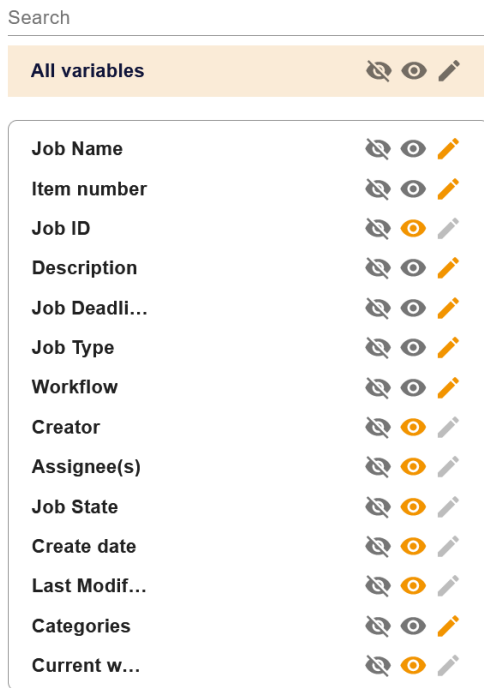 Search
All variables
Job Name
Item number
Job ID
Description
Job Deadli...
Job Type
Workflow
Creator
Assignee(s)
Job State
Create date
Last Modif...
Categories
Current w...